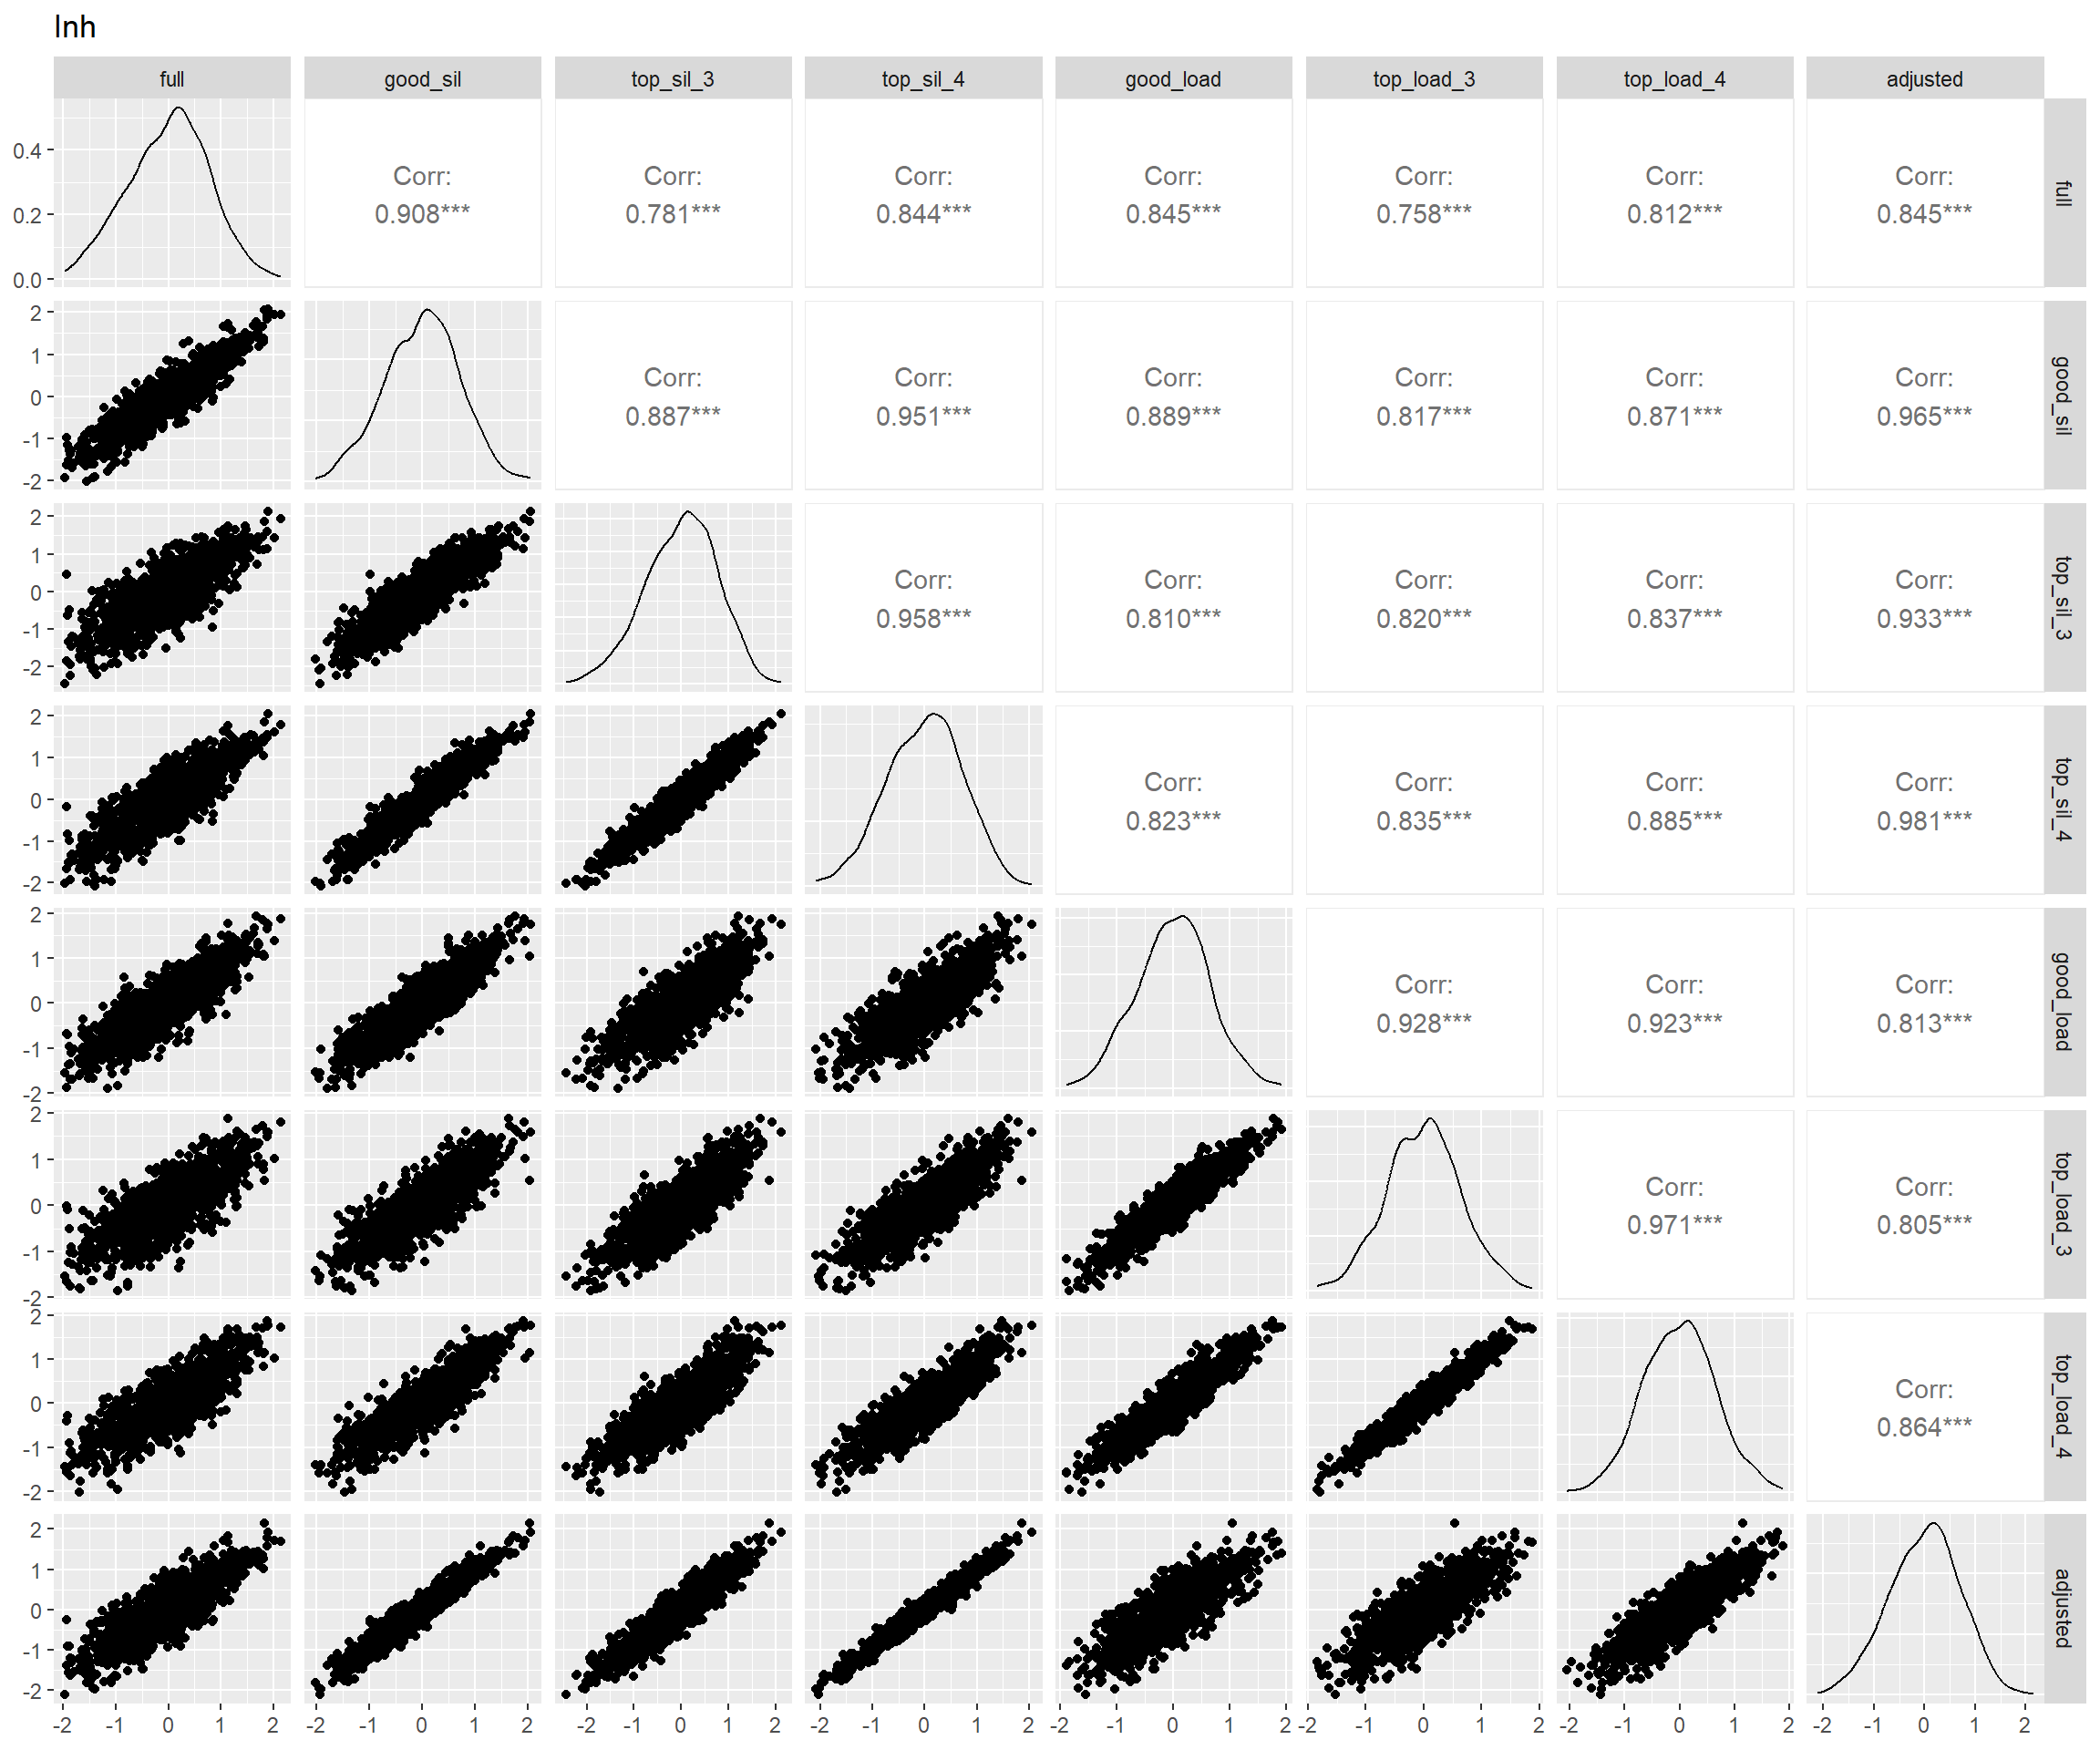 Inh
full good_sil top_sil_3 top_sil_4 good_load top_load_3 top_load_4 adjusted
0.4
0.2
0.0
Corr:
0.908***
Corr:
0.781***
Corr:
0.844***
Corr:
0.845***
Corr:
0.758***
Corr:
0.812***
Corr:
0.845***
full
2
1
0
-1
-2
Corr:
0.887***
Corr:
0.951***
Corr:
0.889***
Corr:
0.817***
Corr:
0.871***
Corr:
0.965***
good_sil
2
1
0
-1
-2
Corr:
0.958***
Corr:
0.810***
Corr:
0.820***
Corr:
0.837***
Corr:
0.933***
top_sil_3
2
1
0
-1
-2
Corr:
0.823***
Corr:
0.835***
Corr:
0.885***
Corr:
0.981***
top_sil_4
2
1
0
-1
-2
Corr:
0.928***
Corr:
0.923***
Corr:
0.813***
good_load
2
1
0
-1
-2
Corr:
0.971***
Corr:
0.805***
top_load_3
2
1
0
-1
-2
Corr:
0.864***
top_load_4
2
1
0
-1
-2
adjusted
-2 -1 0 1 2 -2 -1 0 1 2 -2 -1 0 1 2 -2 -1 0 1 2 -2 -1 0 1 2 -2 -1 0 1 2 -2 -1 0 1 2 -2 -1 0 1 2